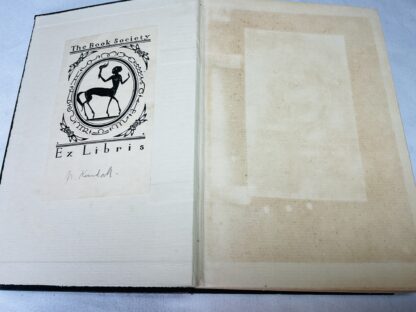 The Book Society
Ex Libris